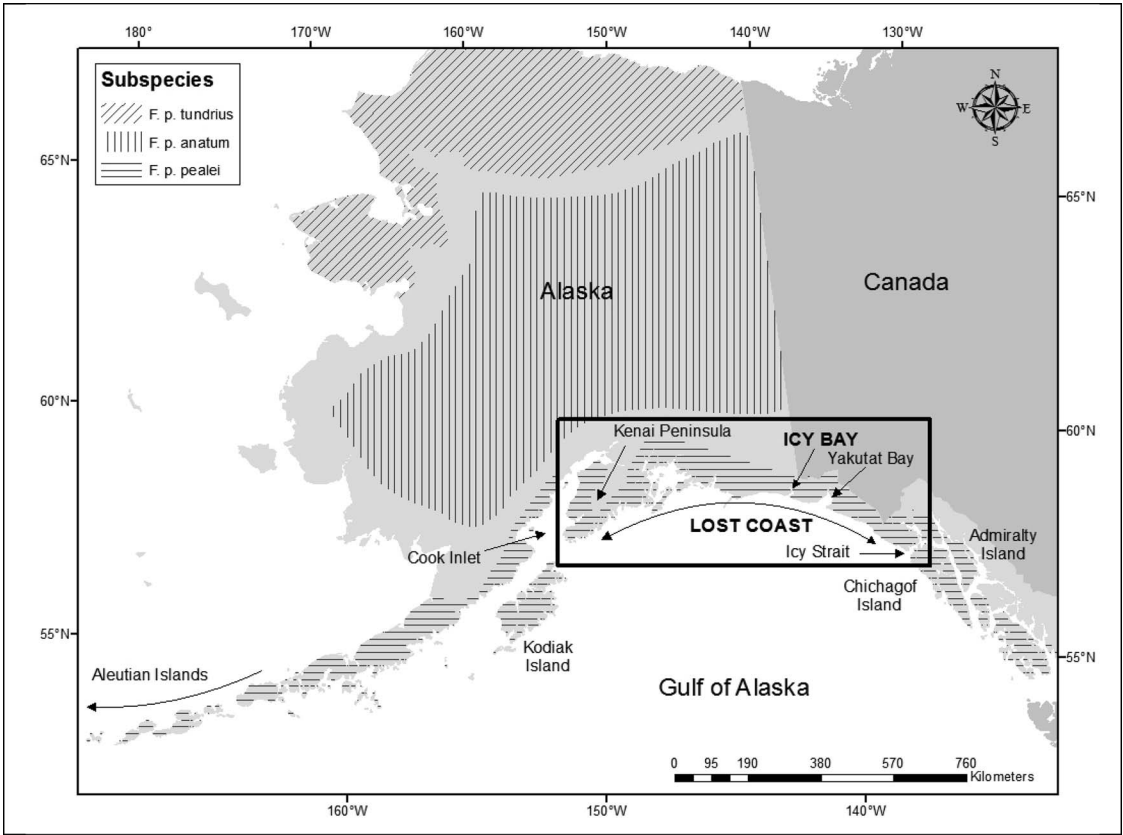 180°
170°W
160°W
150°W
140°W
130°W
Subspecies
F. p. tundrius
F. p. anatum
F. p. pealei
N
W
E
S
65°N
65°N
Alaska
Canada
60°N
60°N
Kenai Peninsula
ICY BAY
Yakutat Bay
LOST COAST
Cook Inlet
Icy Strait
Admiralty
Island
Chichagof
Island
55°N
55°N
Kodiak
Island
Aleutian Islands
Gulf of Alaska
0 95 190 380 570 760
Kilometers
160°W
150°W
140°W